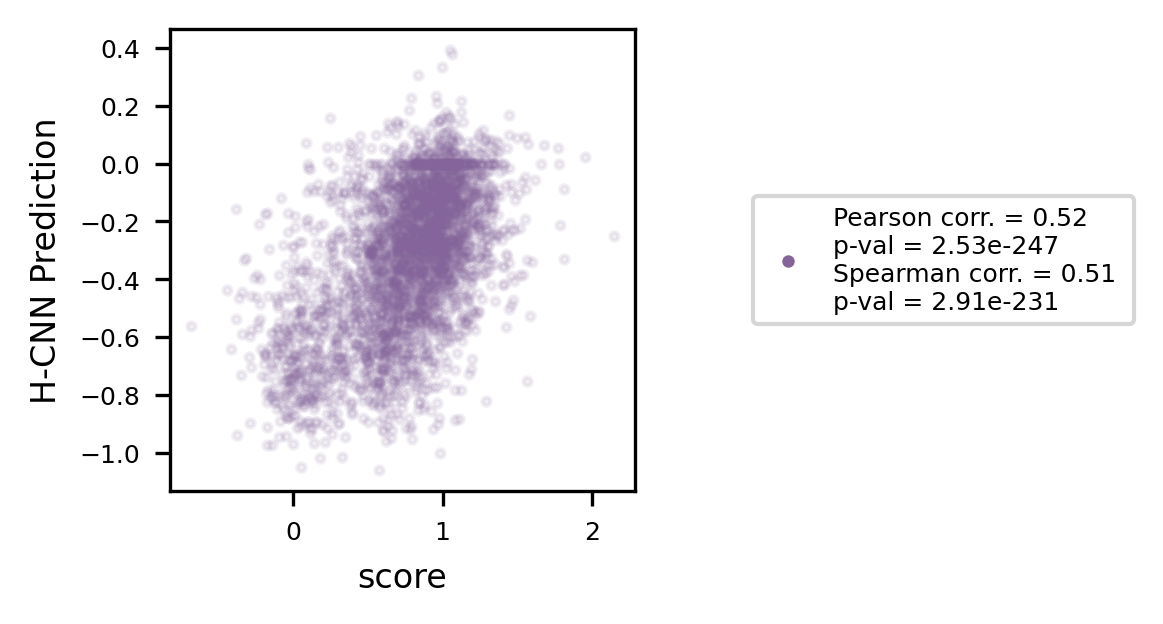 0.4
0.2
0.0
−0.2
−0.4
−0.6
−0.8
−1.0
H-CNN Prediction
0
1
2
score
Pearson corr. = 0.52
p-val = 2.53e-247
Spearman corr. = 0.51
p-val = 2.91e-231